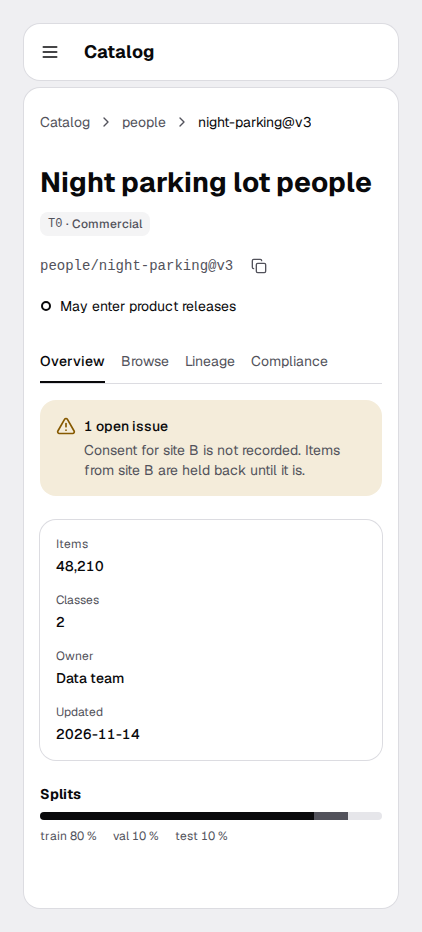 Catalog
Catalog people night-parking@v3
Night parking lot people
T0 · Commercial
people/night-parking@v3
May enter product releases
Overview Browse Lineage Compliance
1 open issue
Consent for site B is not recorded. Items
from site B are held back until it is.
Items
48,210
Classes
2
Owner
Data team
Updated
2026-11-14
Splits
train 80 % val 10 % test 10 %